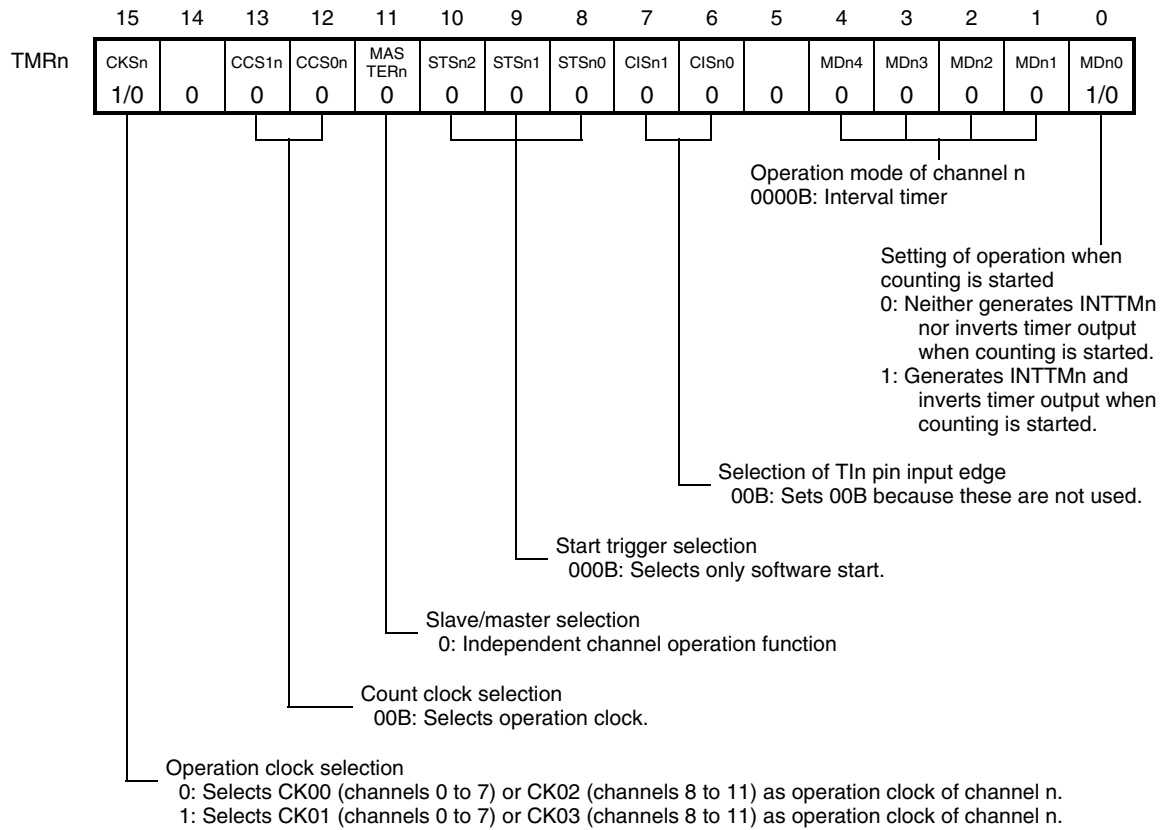 15 14 13 12 11 10 9 8 7 6 5 4 3 2 1 0
TMRn
CKSn CCS1n CCS0n MAS TERn STSn2 STSn1 STSn0 CISn1 CISn0 MDn4 MDn3 MDn2 MDn1 MDn0
1/0 0 0 0 0 0 0 0 0 0 0 0 0 0 0 1/0
Operation mode of channel n
0000B: Interval timer
Setting of operation when
counting is started
0: Neither generates INTTMn
nor inverts timer output
when counting is started.
1: Generates INTTMn and
inverts timer output when
counting is started.
Selection of TIn pin input edge
00B: Sets 00B because these are not used.
Start trigger selection
000B: Selects only software start.
Slave/master selection
0: Independent channel operation function
Count clock selection
00B: Selects operation clock.
Operation clock selection
0: Selects CK00 (channels 0 to 7) or CK02 (channels 8 to 11) as operation clock of channel n.
1: Selects CK01 (channels 0 to 7) or CK03 (channels 8 to 11) as operation clock of channel n.